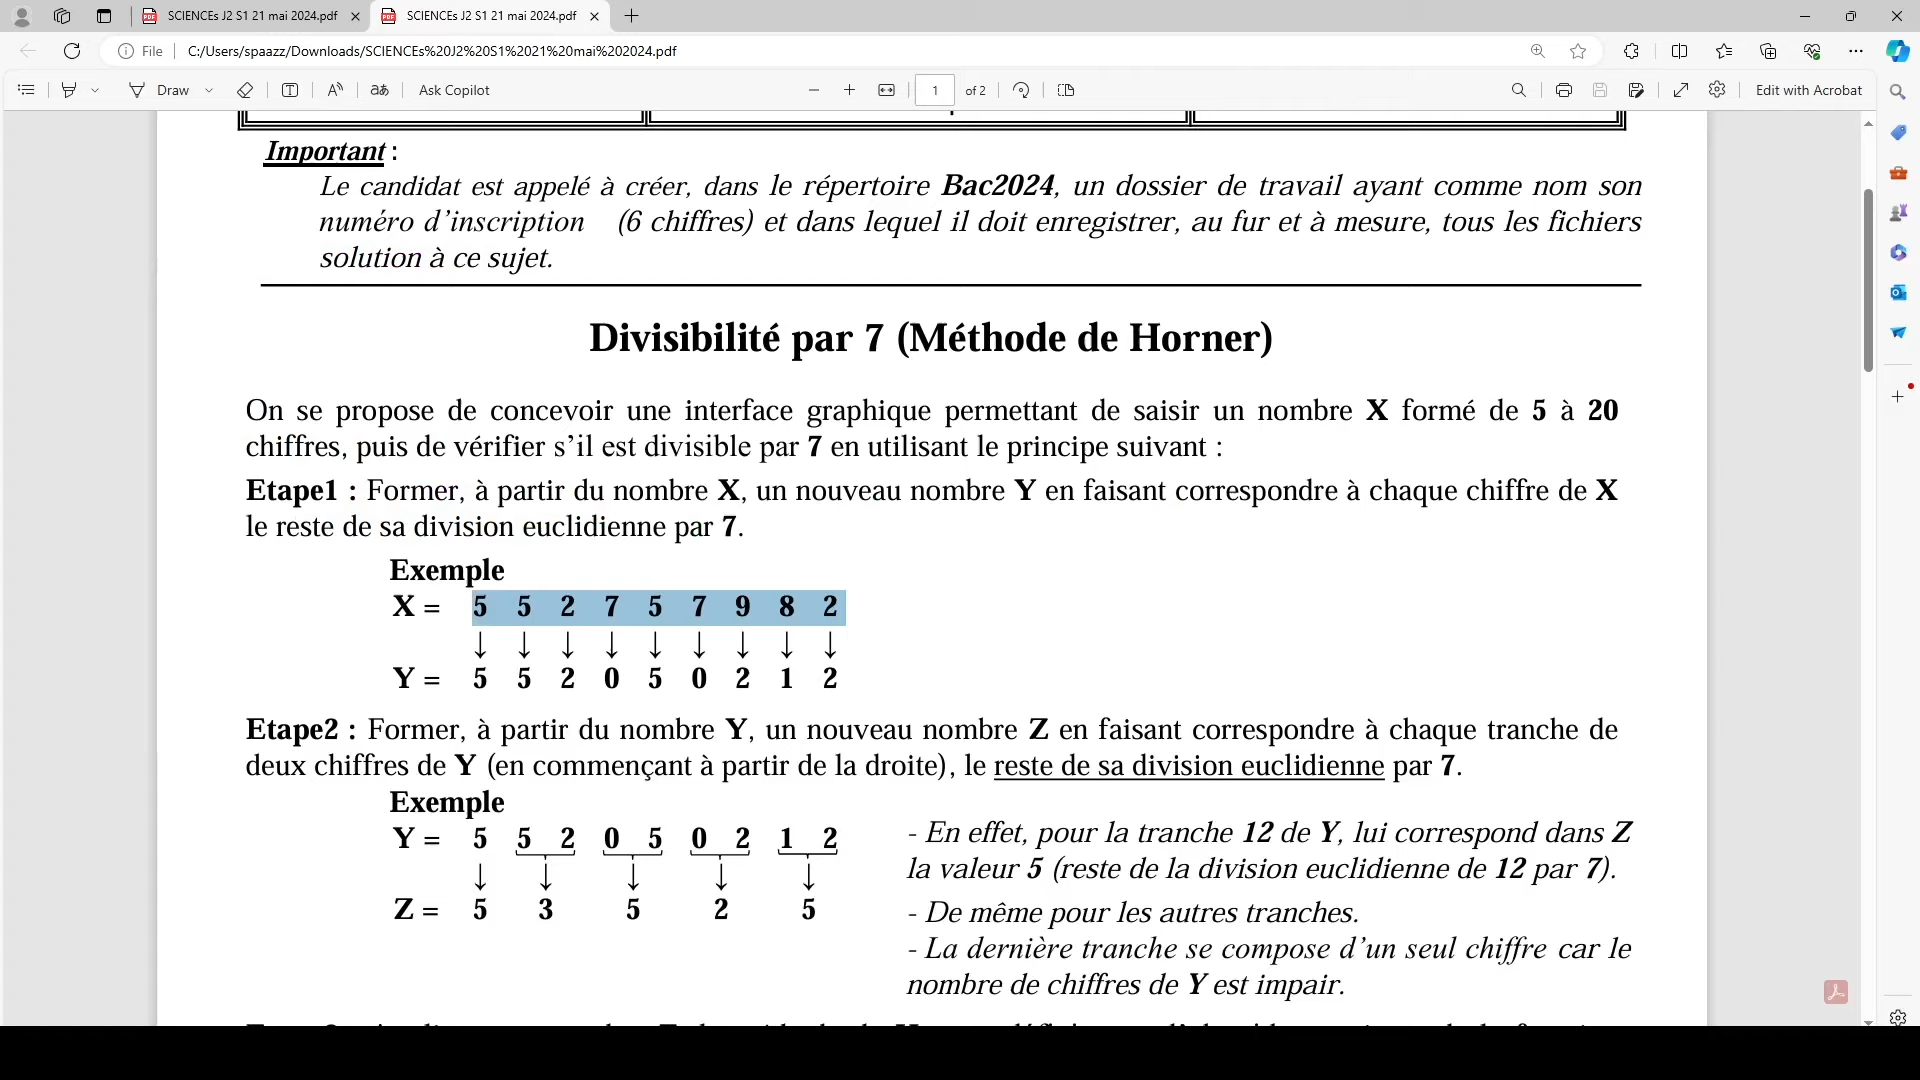 SCIENCEs J2 S1 21 mai 2024.pdf
SCIENCEs J2 S1 21 mai 2024.pdf
File
C:/Users/spaazz/Downloads/SCIENCEs%20J2%20S1%2021%20mai%202024.pdf
Draw
Ask Copilot
1
of 2
Edit with Acrobat
Important :
Le candidat est appelé à créer, dans le répertoire Bac2024, un dossier de travail ayant comme nom son
numéro d'inscription (6 chiffres) et dans lequel il doit enregistrer, au fur et à mesure, tous les fichiers
solution à ce sujet.
Divisibilité par 7 (Méthode de Horner)
On se propose de concevoir une interface graphique permettant de saisir un nombre X formé de 5 à 20
chiffres, puis de vérifier s'il est divisible par 7 en utilisant le principe suivant :
Etape1 : Former, à partir du nombre X, un nouveau nombre Y en faisant correspondre à chaque chiffre de X
le reste de sa division euclidienne par 7.
Exemple
X = 5 5 2 7 5 7 9 8 2
↓ ↓ ↓ ↓ ↓ ↓ ↓ ↓ ↓
Y = 5 5 2 0 5 0 2 1 2
Etape2 : Former, à partir du nombre Y, un nouveau nombre Z en faisant correspondre à chaque tranche de
deux chiffres de Y (en commençant à partir de la droite), le reste de sa division euclidienne par 7.
Exemple
Y = 5 5 2 0 5 0 2 1 2
↓ ↓ ↓ ↓ ↓
Z = 5 3 5 2 5
- En effet, pour la tranche 12 de Y, lui correspond dans Z
la valeur 5 (reste de la division euclidienne de 12 par 7).
- De même pour les autres tranches.
- La dernière tranche se compose d'un seul chiffre car le
nombre de chiffres de Y est impair.